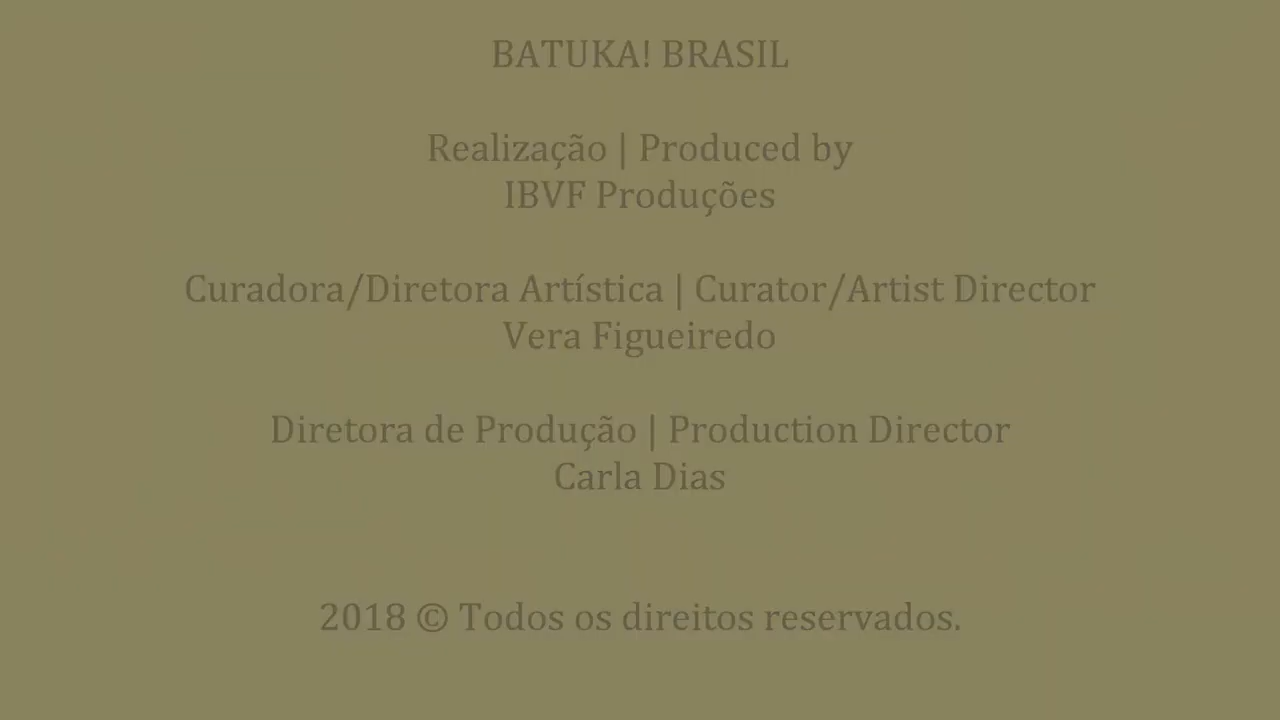 BATUKA! BRASIL
Realização | Produced by
IBVF Produções
Curadora/Diretora Artística | Curator/Artist Director
Vera Figueiredo
Diretora de Produção | Production Director
Carla Dias
2018 © Todos os direitos reservados.